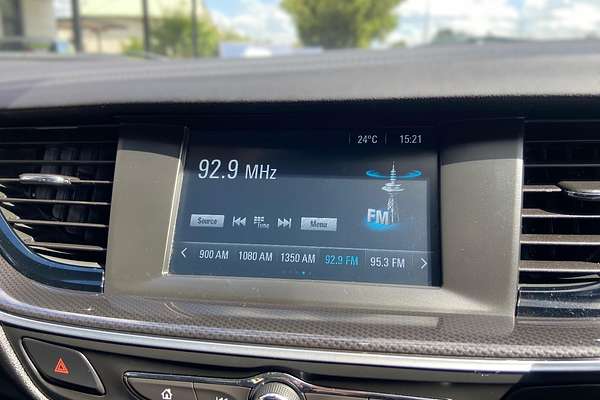 24°C 15:21
92.9 MHz
FM
Source Tune Menu
900 AM 1080 AM 1350 AM 92.9 FM 95.3 FM